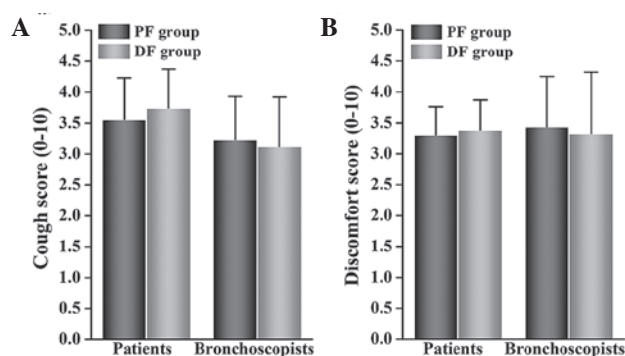 A
PF group
DF group
Cough score (0-10)
5.0
4.5
4.0
3.5
3.0
2.5
2.0
1.5
1.0
0.5
0.0
Patients Bronchoscopists
B
PF group
DF group
Discomfort score (0-10)
5.0
4.5
4.0
3.5
3.0
2.5
2.0
1.5
1.0
0.5
0.0
Patients Bronchoscopists